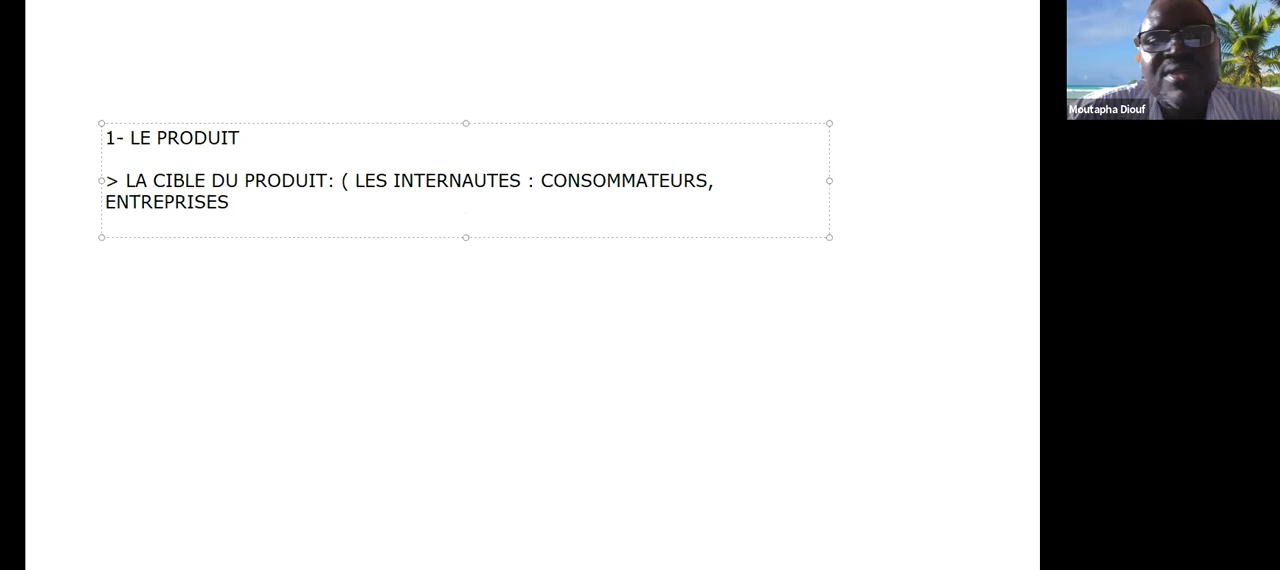 1- LE PRODUIT
> LA CIBLE DU PRODUIT: ( LES INTERNAUTES : CONSOMMATEURS,
ENTREPRISES
Moutapha Diouf